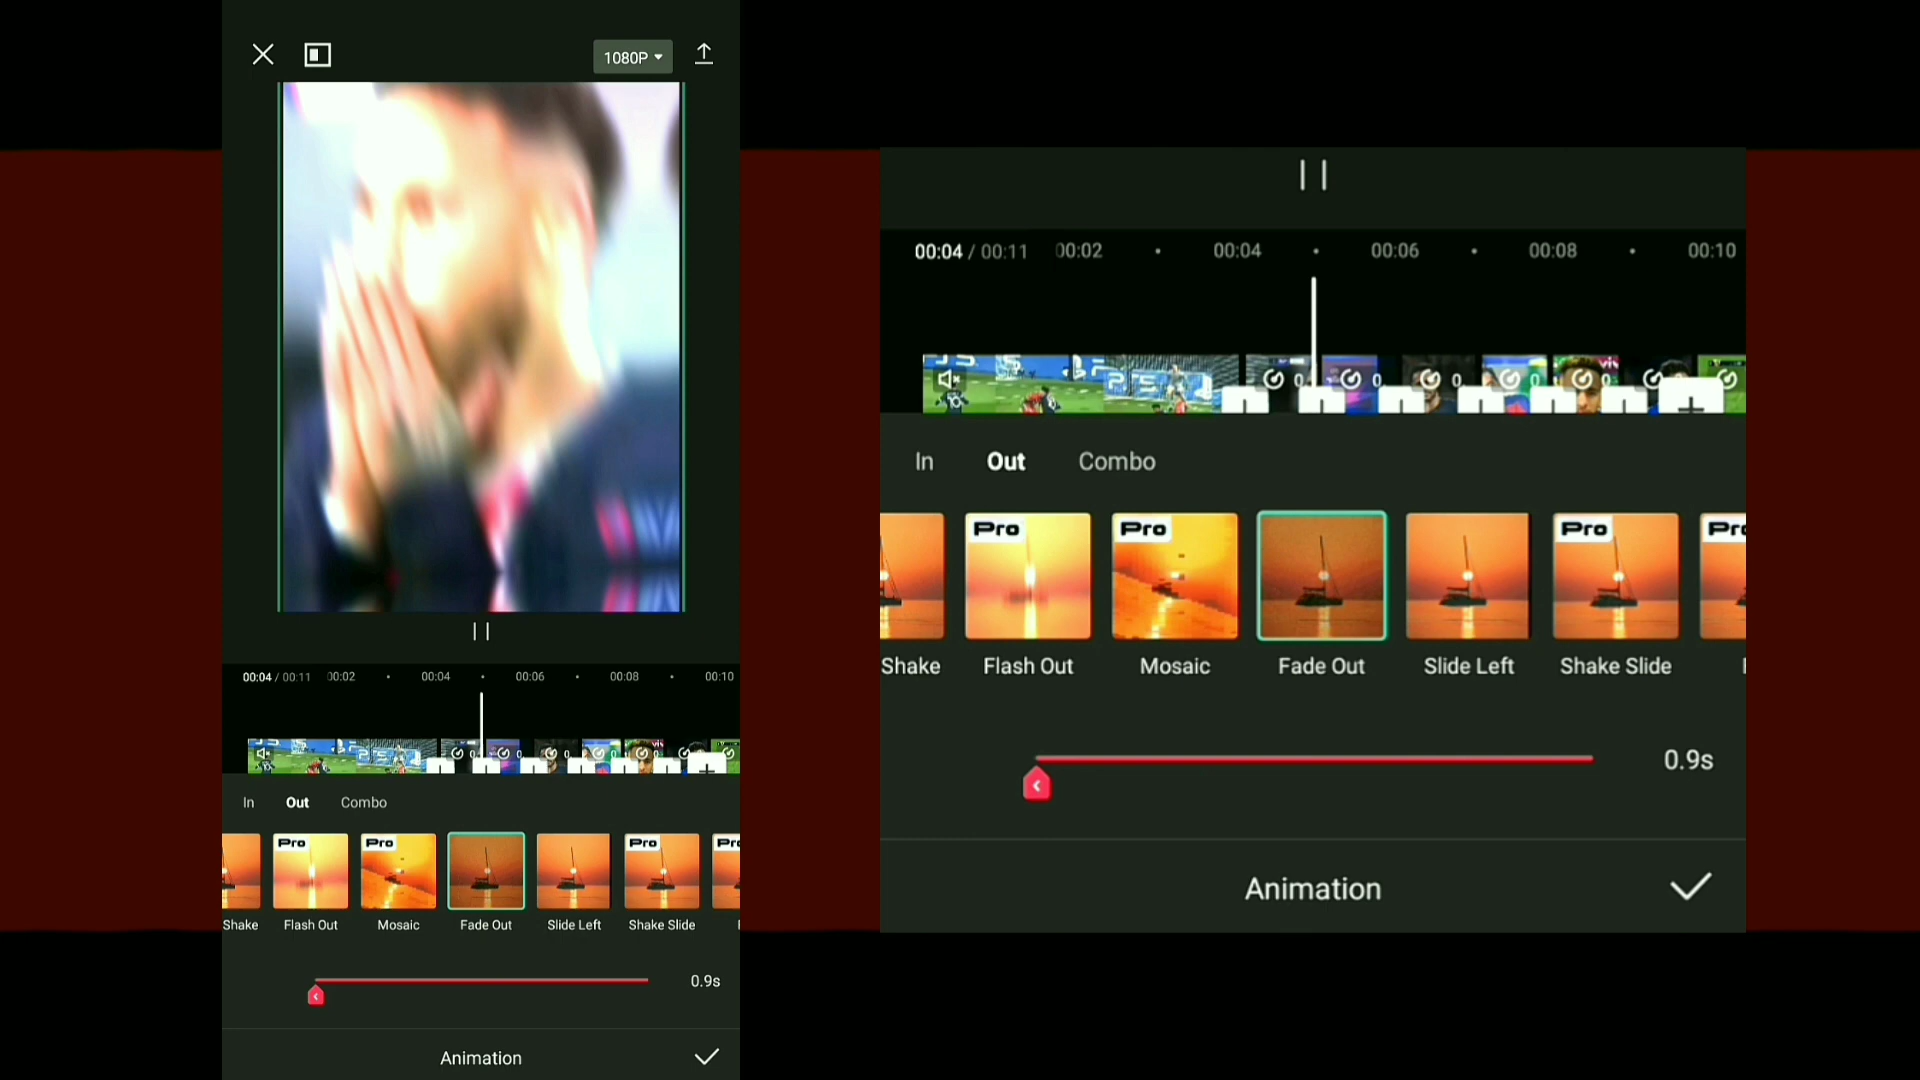 1080P
00:04 / 00:11 00:02 00:04 00:06 00:08 00:10
In Out Combo
Pro Pro Pro
Shake Flash Out Mosaic Fade Out Slide Left Shake Slide
0.9s
Animation
00:04 / 00:11 00:02 00:04 00:06 00:08 00:10
In Out Combo
Pro Pro Pro
Shake Flash Out Mosaic Fade Out Slide Left Shake Slide
0.9s
Animation